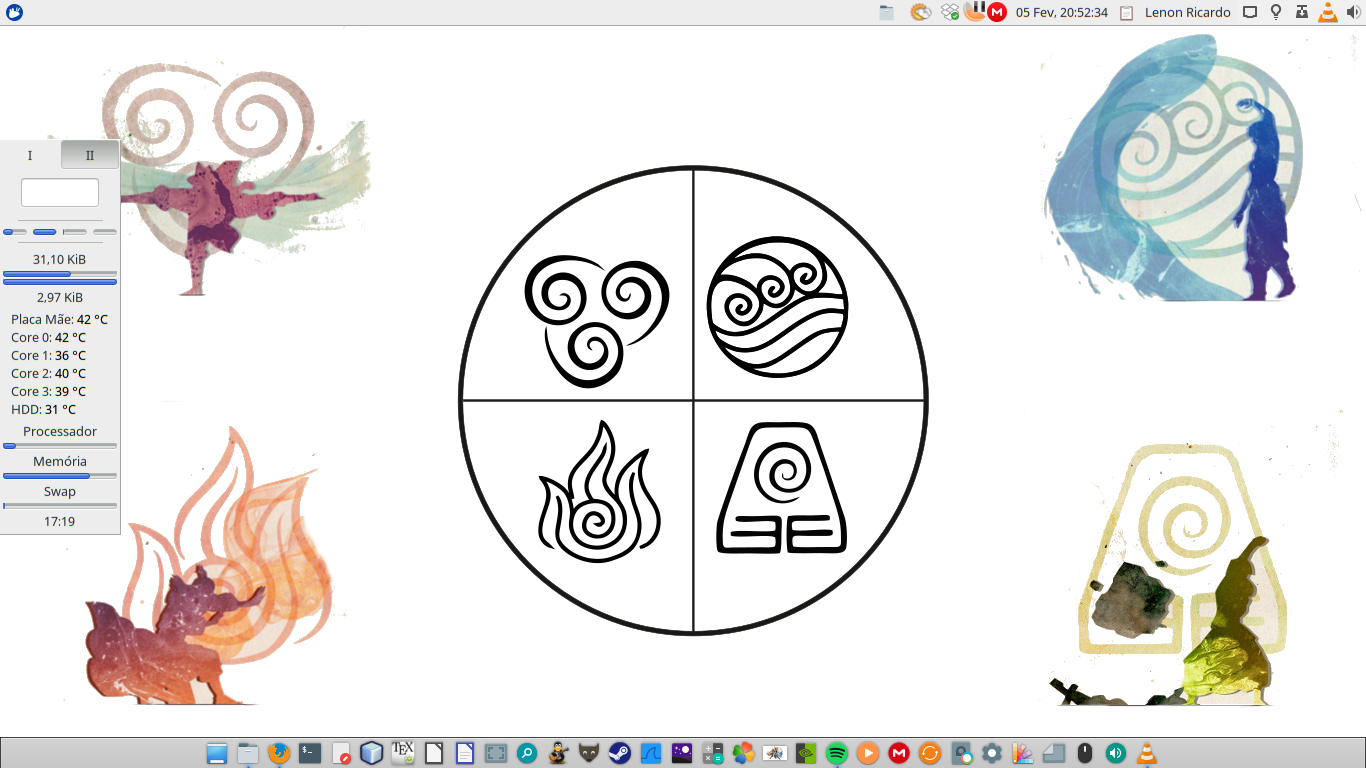 05 Fev, 20:52:34
Lenon Ricardo
I
II
31,10 KiB
2,97 KiB
Placa Mãe: 42 °C
Core 0: 42 °C
Core 1: 36 °C
Core 2: 40 °C
Core 3: 39 °C
HDD: 31 °C
Processador
Memória
Swap
17:19
TEX